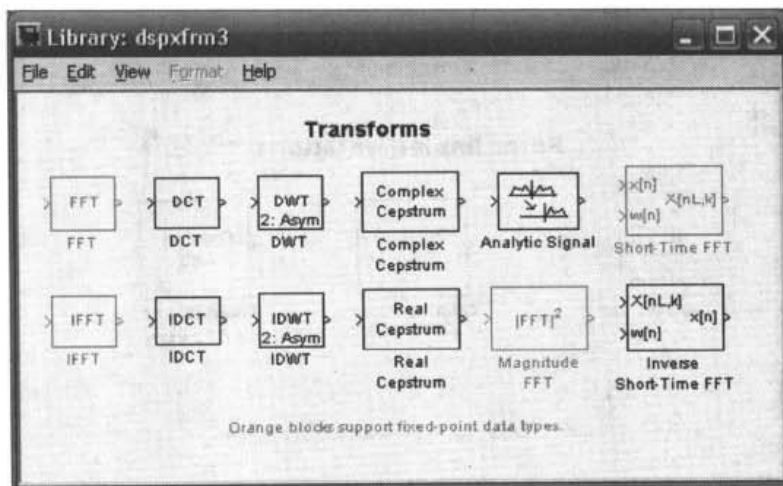 Library: dspxfrm3
File Edit View Format Help
Transforms
FFT
FFT
DCT
DCT
DWT
2: Asym
DWT
Complex
Cepstrum
Complex
Cepstrum
Analytic Signal
x[n]
w[n]
X[nL,k]
Short-Time FFT
IFFT
IFFT
IDCT
IDCT
IDWT
2: Asym
IDWT
Real
Cepstrum
Real
Cepstrum
|FFT|²
Magnitude
FFT
X[nL,k]
w[n]
x[n]
Inverse
Short-Time FFT
Orange blocks support fixed-point data types.